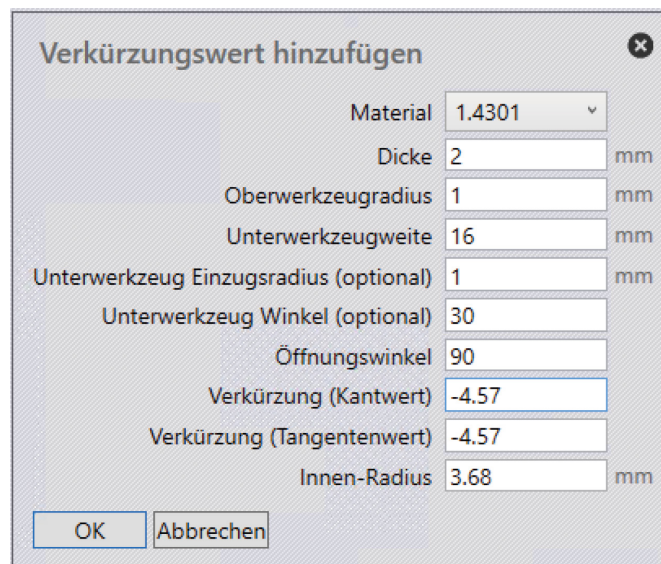 Verkürzungswert hinzufügen
Material 1.4301
Dicke 2 mm
Oberwerkzeugradius 1 mm
Unterwerkzeugweite 16 mm
Unterwerkzeug Einzugsradius (optional) 1 mm
Unterwerkzeug Winkel (optional) 30
Öffnungswinkel 90
Verkürzung (Kantwert) -4.57
Verkürzung (Tangentenwert) -4.57
Innen-Radius 3.68 mm
OK Abbrechen